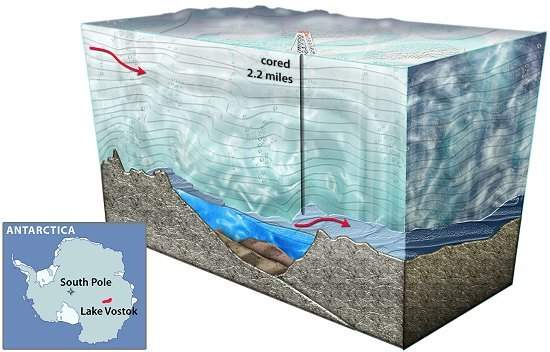 cored
2.2 miles
ANTARCTICA
South Pole
Lake Vostok